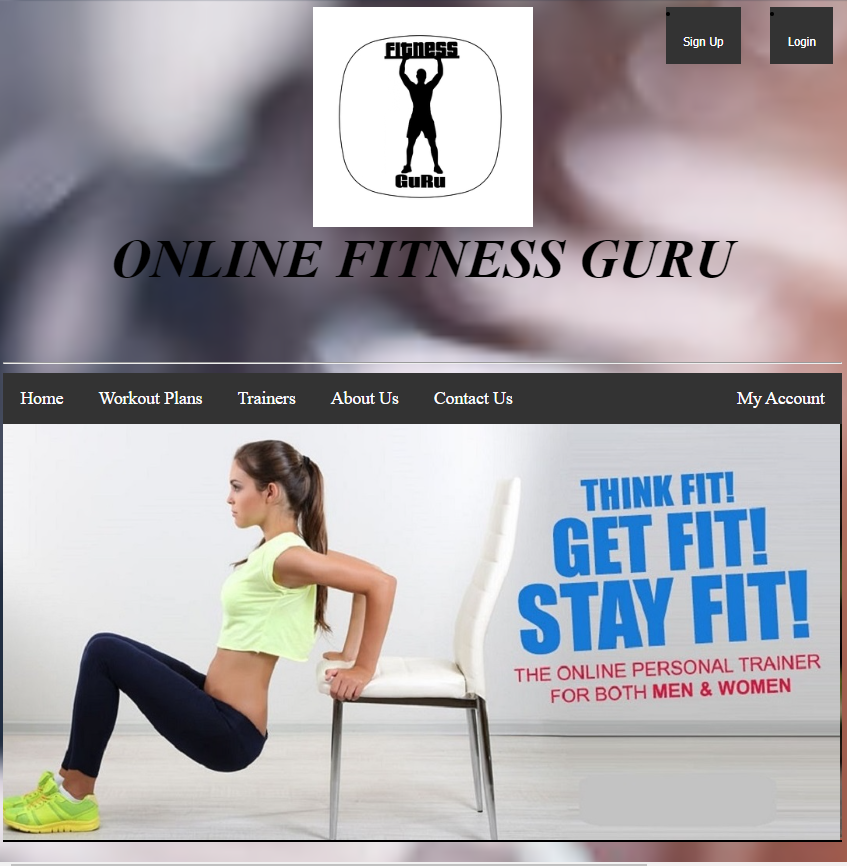 Sign Up
Login
Fitness
GuRu
ONLINE FITNESS GURU
Home
Workout Plans
Trainers
About Us
Contact Us
My Account
THINK FIT!
GET FIT!
STAY FIT!
THE ONLINE PERSONAL TRAINER
FOR BOTH MEN & WOMEN